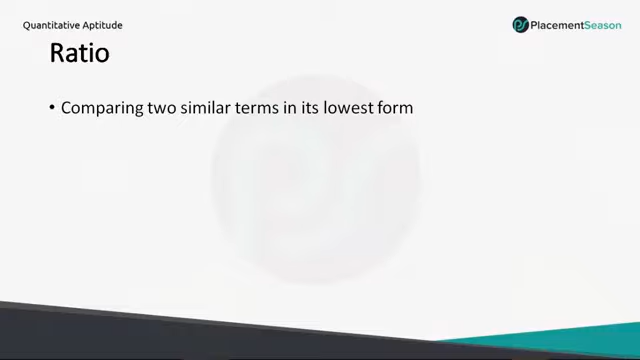 Quantitative Aptitude
PlacementSeason
Ratio
• Comparing two similar terms in its lowest form